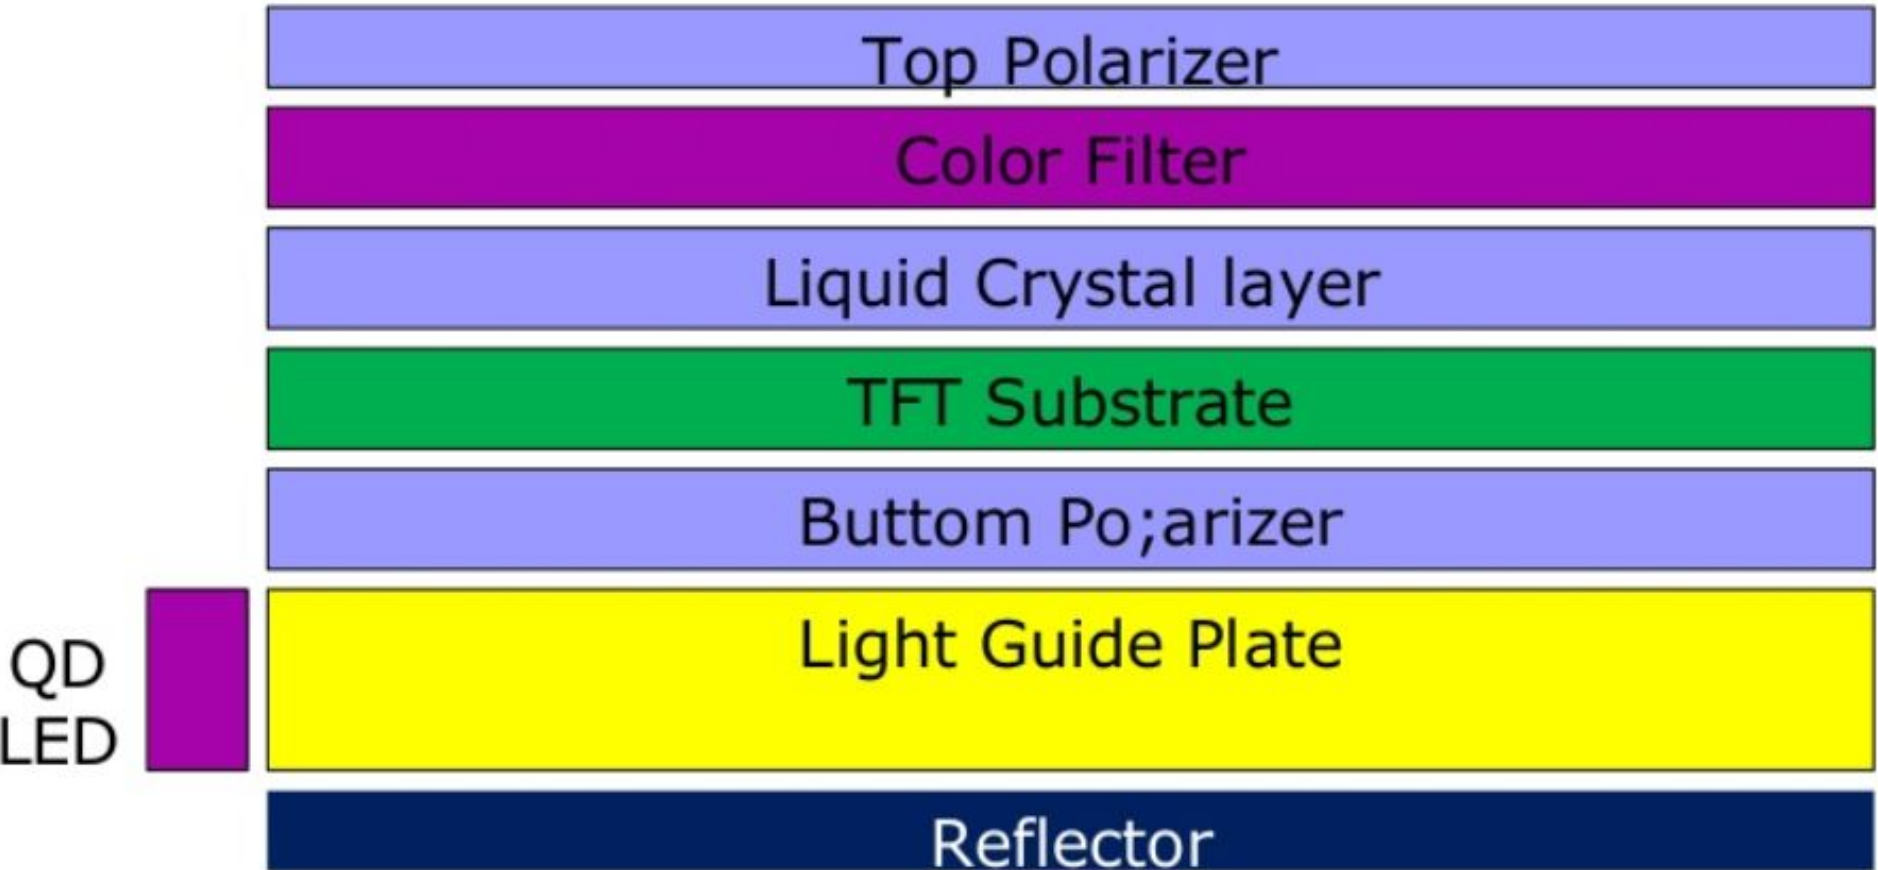 Top Polarizer
Color Filter
Liquid Crystal layer
TFT Substrate
Buttom Po;arizer
Light Guide Plate
QD
LED
Reflector